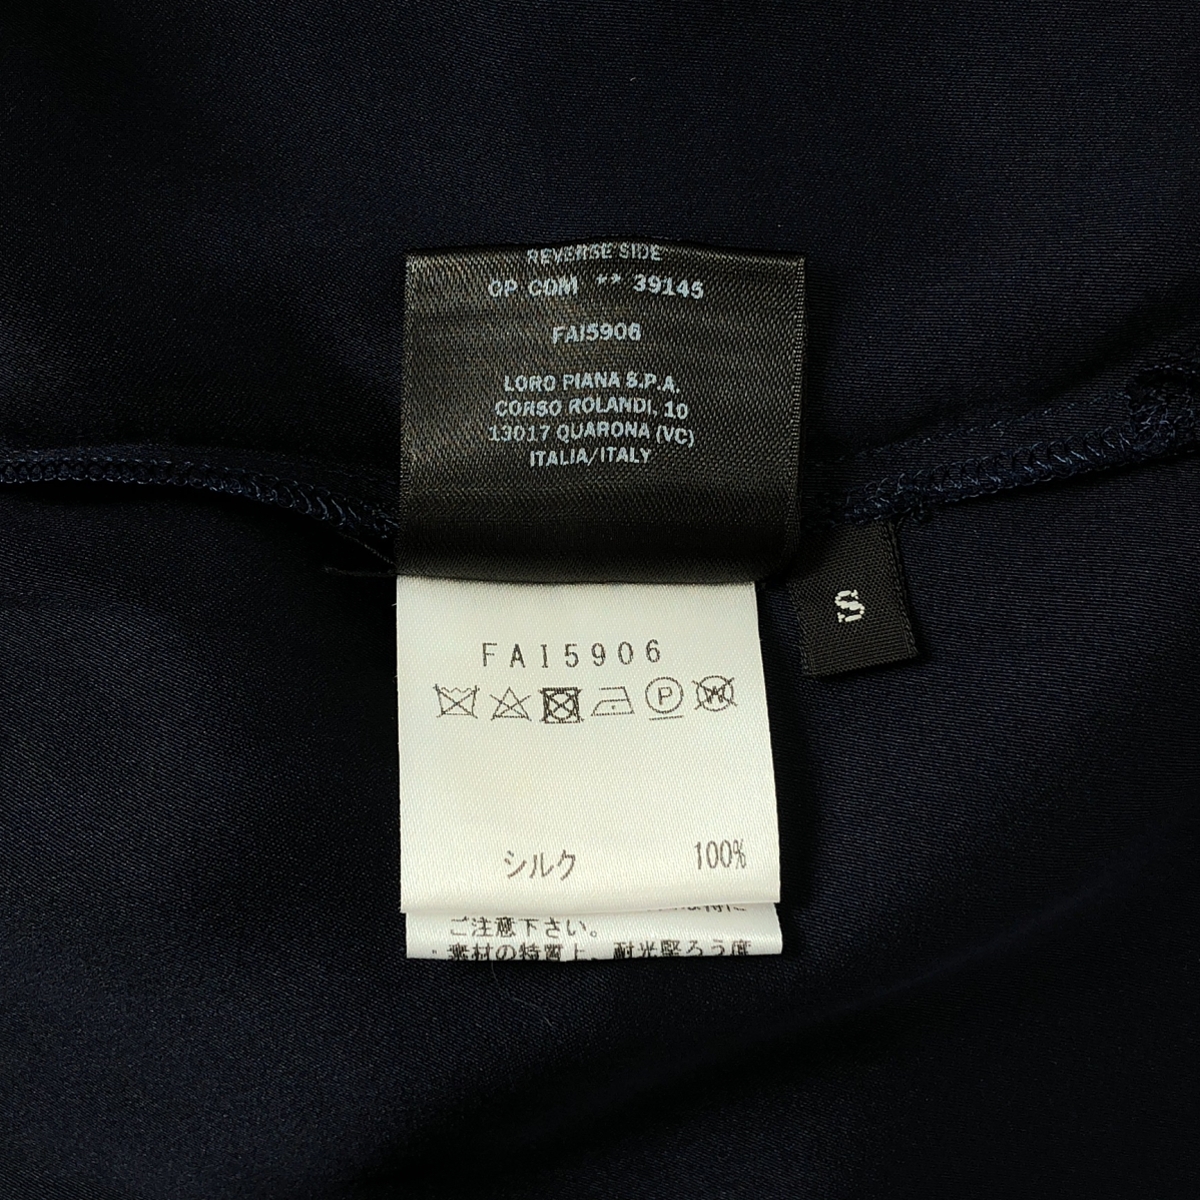 REVERSE SIDE
OP COM ** 39145
FAI5906
LORO PIANA S.P.A.
CORSO ROLANDI, 10
13017 QUARONA (VC)
ITALIA/ITALY
S
FAI5906
P W
シルク 100%
ご注意下さい。
・素材の特質上、耐光堅ろう度